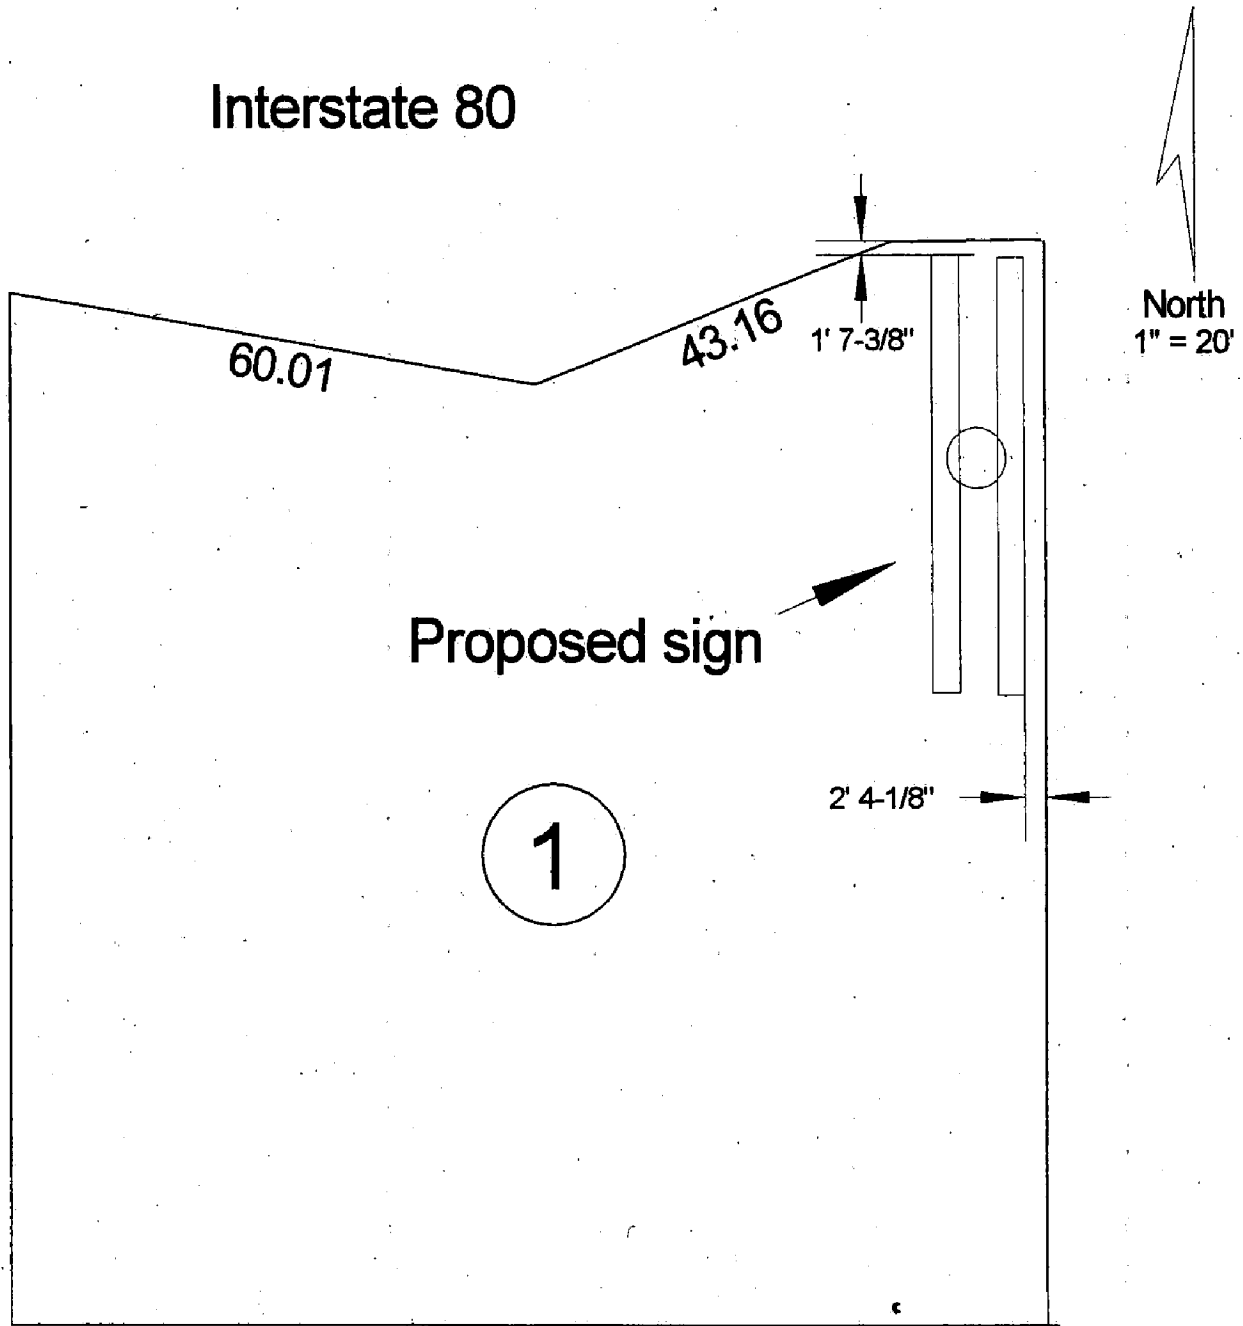 Interstate 80
North
1" = 20'
60.01
43.16
1' 7-3/8"
Proposed sign
2' 4-1/8"
1